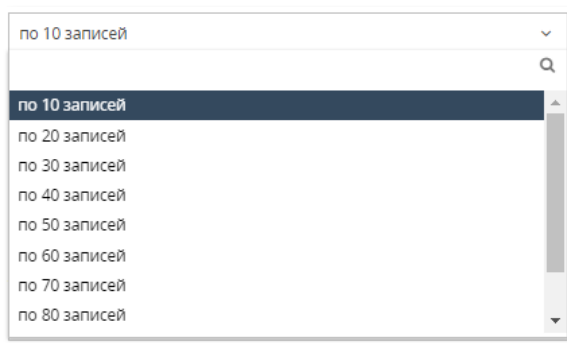 по 10 записей
по 10 записей
по 20 записей
по 30 записей
по 40 записей
по 50 записей
по 60 записей
по 70 записей
по 80 записей